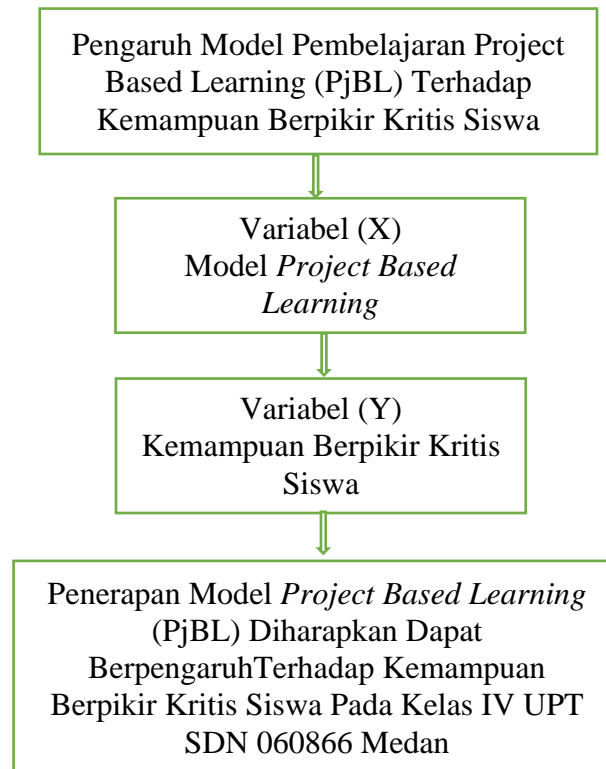 Pengaruh Model Pembelajaran Project
Based Learning (PjBL) Terhadap
Kemampuan Berpikir Kritis Siswa
Variabel (X)
Model Project Based
Learning
Variabel (Y)
Kemampuan Berpikir Kritis
Siswa
Penerapan Model Project Based Learning
(PjBL) Diharapkan Dapat
BerpengaruhTerhadap Kemampuan
Berpikir Kritis Siswa Pada Kelas IV UPT
SDN 060866 Medan